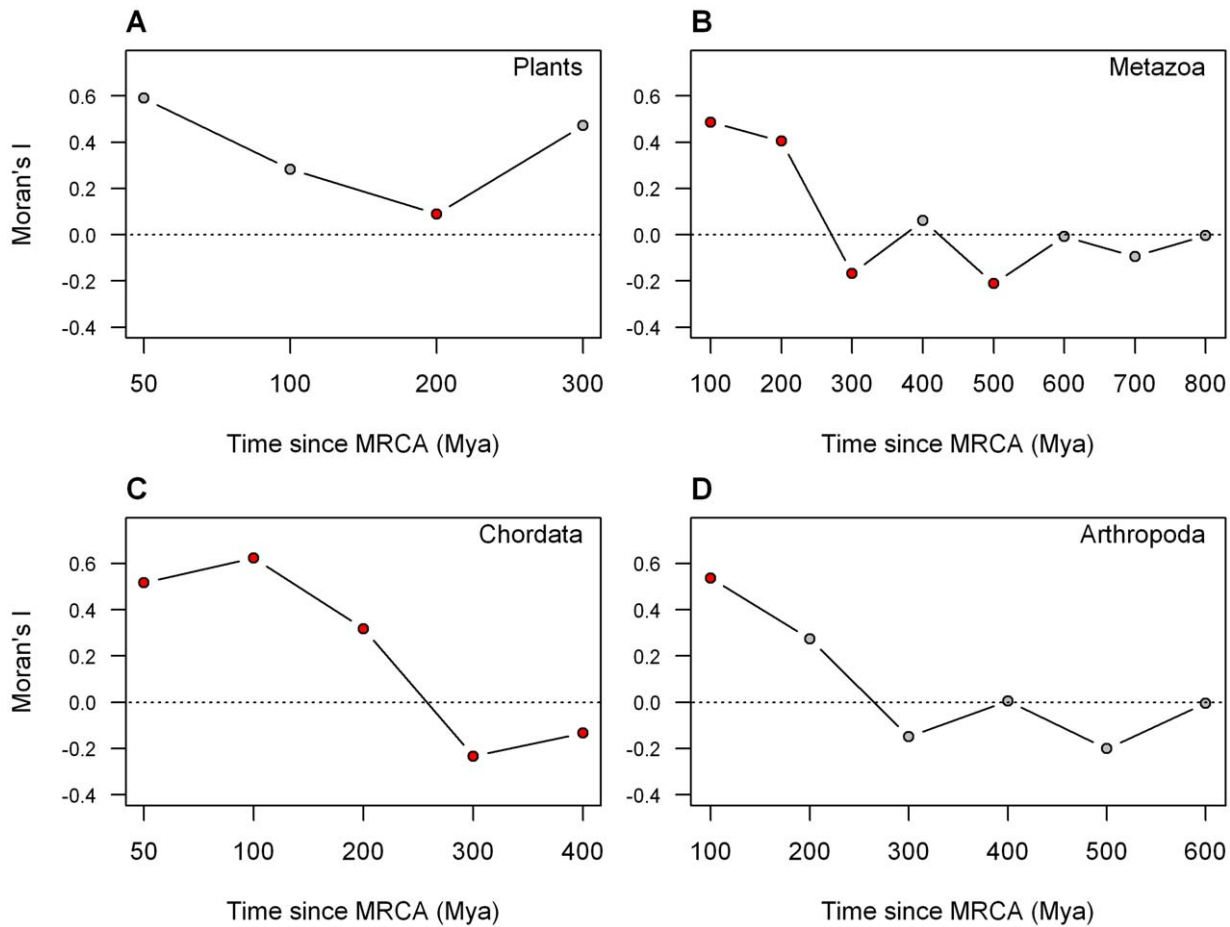 A
Plants
Moran's I
0.6
0.4
0.2
0.0
-0.2
-0.4
50 100 200 300
Time since MRCA (Mya)
B
Metazoa
0.6
0.4
0.2
0.0
-0.2
-0.4
100 200 300 400 500 600 700 800
Time since MRCA (Mya)
C
Chordata
Moran's I
0.6
0.4
0.2
0.0
-0.2
-0.4
50 100 200 300 400
Time since MRCA (Mya)
D
Arthropoda
0.6
0.4
0.2
0.0
-0.2
-0.4
100 200 300 400 500 600
Time since MRCA (Mya)